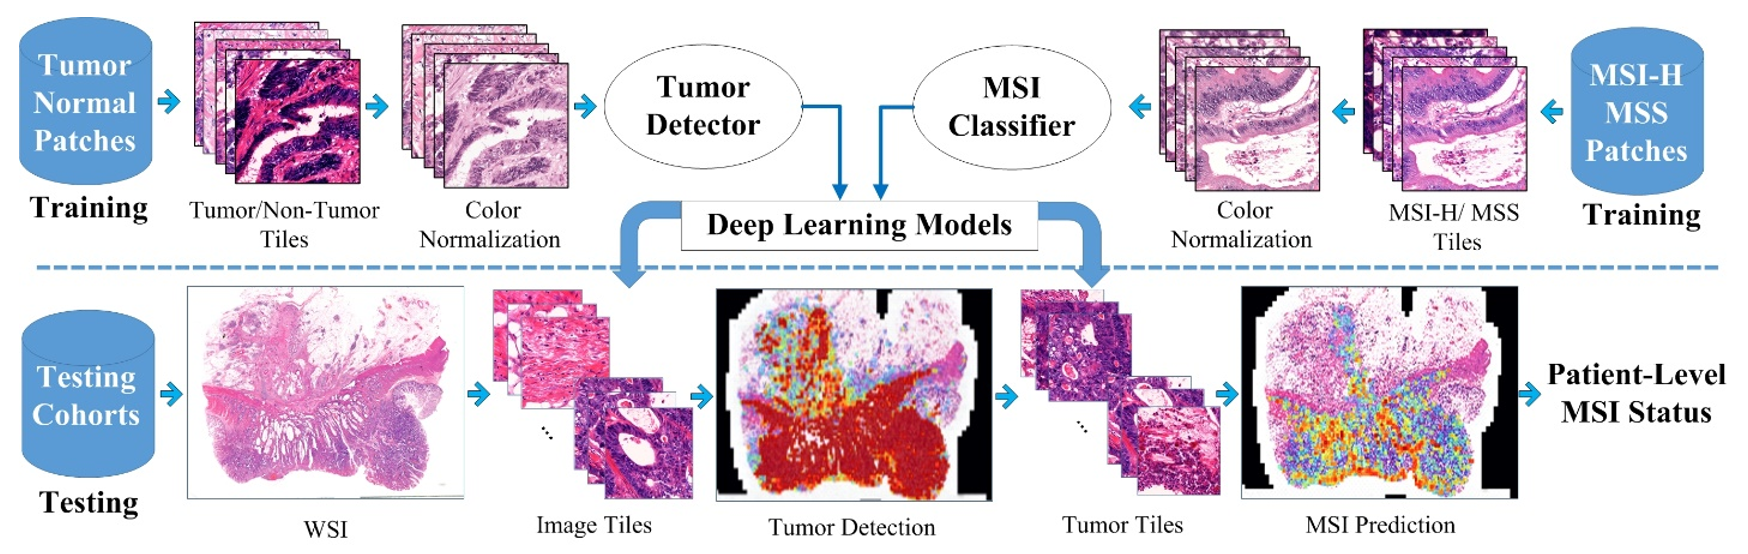 Tumor
Normal
Patches
Training
Tumor/Non-Tumor
Tiles
Color
Normalization
Tumor
Detector
MSI
Classifier
Deep Learning Models
Color
Normalization
MSI-H/ MSS
Tiles
MSI-H
MSS
Patches
Training
Testing
Cohorts
Testing
WSI
Image Tiles
Tumor Detection
Tumor Tiles
MSI Prediction
Patient-Level
MSI Status